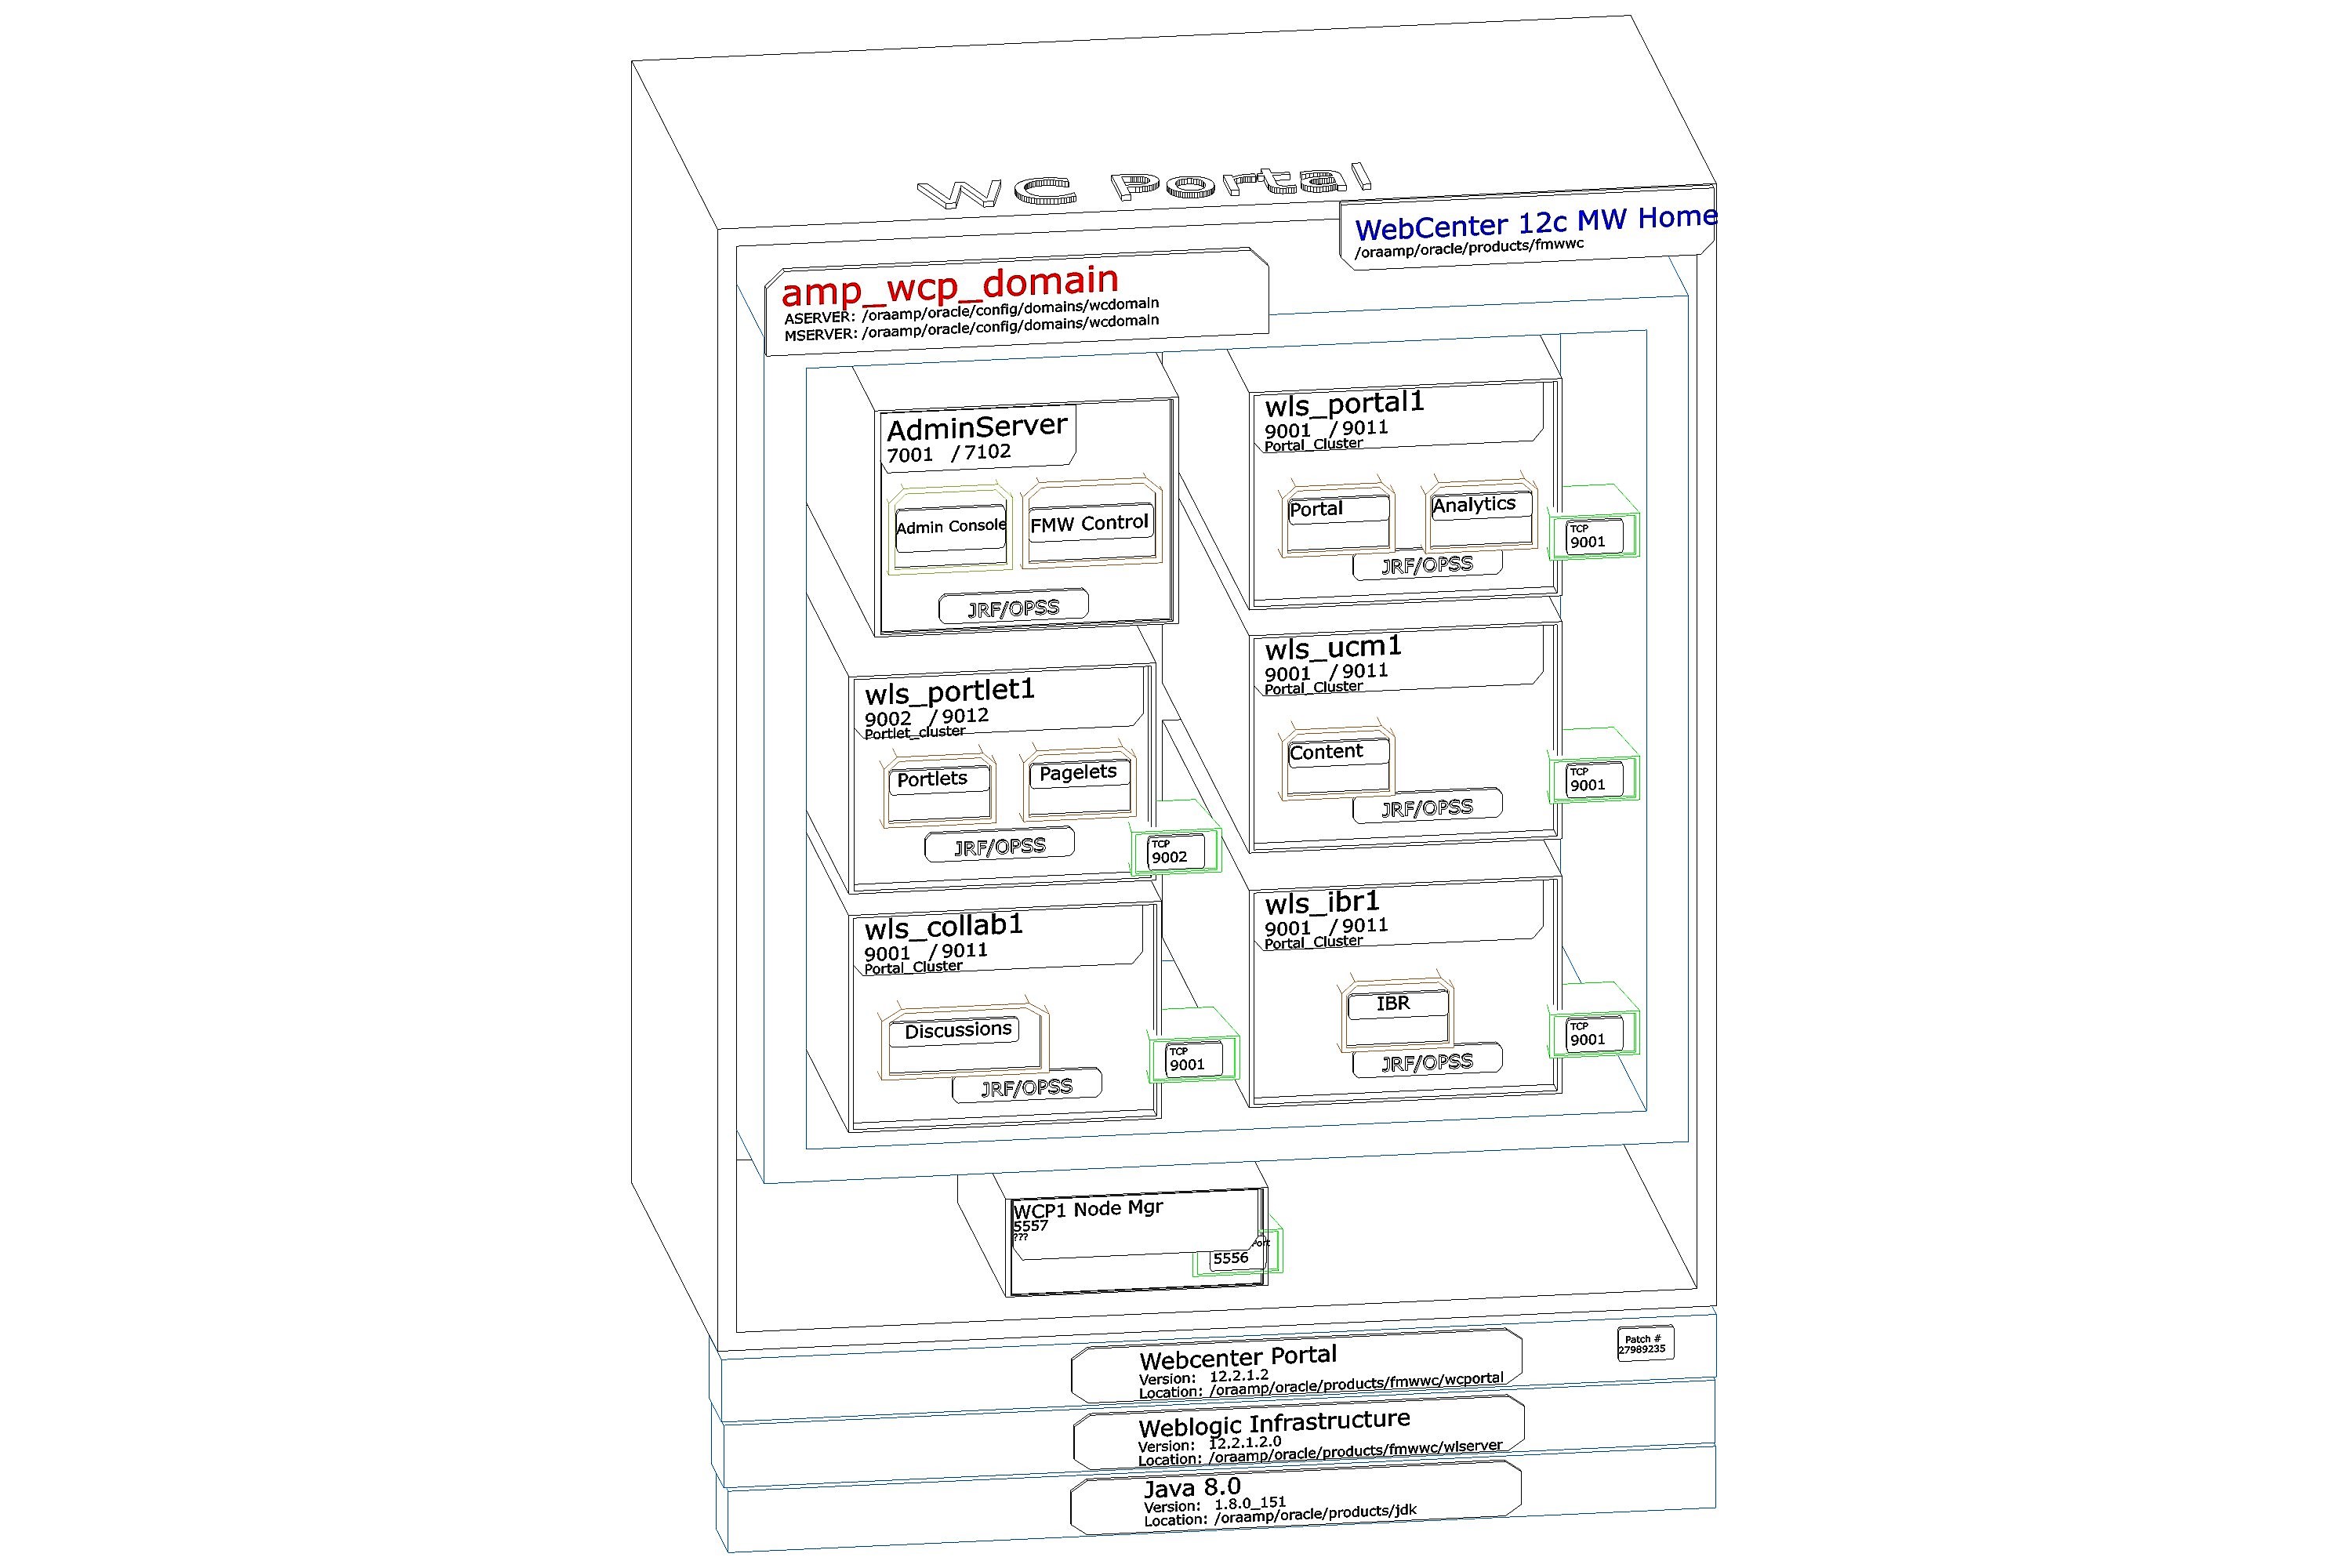 WC Portal
WebCenter 12c MW Home
/oraamp/oracle/products/fmwwc
amp_wcp_domain
ASERVER: /oraamp/oracle/config/domains/wcdomain
MSERVER: /oraamp/oracle/config/domains/wcdomain
AdminServer
7001 / 7102
Admin Console
FMW Control
JRF/OPSS
wls_portal1
9001 / 9011
Portal_Cluster
Portal
Analytics
JRF/OPSS
TCP
9001
wls_portlet1
9002 / 9012
Portlet_cluster
Portlets
Pagelets
JRF/OPSS
TCP
9002
wls_ucm1
9001 / 9011
Portal_Cluster
Content
JRF/OPSS
TCP
9001
wls_collab1
9001 / 9011
Portal_Cluster
Discussions
JRF/OPSS
TCP
9001
wls_ibr1
9001 / 9011
Portal_Cluster
IBR
JRF/OPSS
TCP
9001
WCP1 Node Mgr
5557
???
5556
Webcenter Portal
Version: 12.2.1.2
Location: /oraamp/oracle/products/fmwwc/wcportal
Patch #
27989235
Weblogic Infrastructure
Version: 12.2.1.2.0
Location: /oraamp/oracle/products/fmwwc/wlserver
Java 8.0
Version: 1.8.0_151
Location: /oraamp/oracle/products/jdk